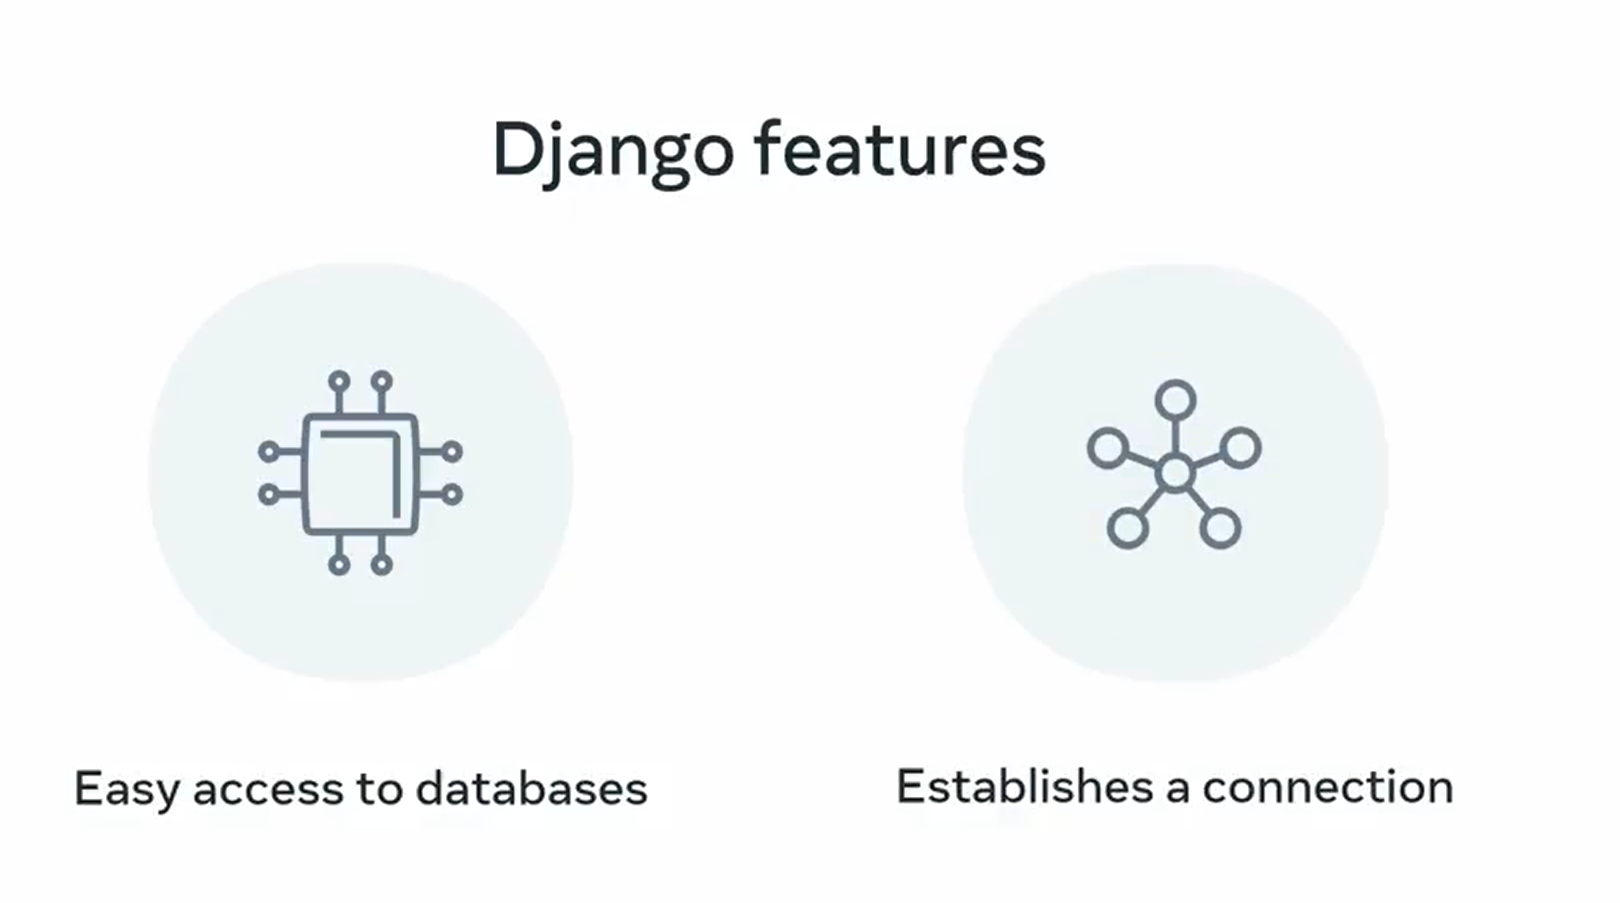 Django features
Easy access to databases
Establishes a connection